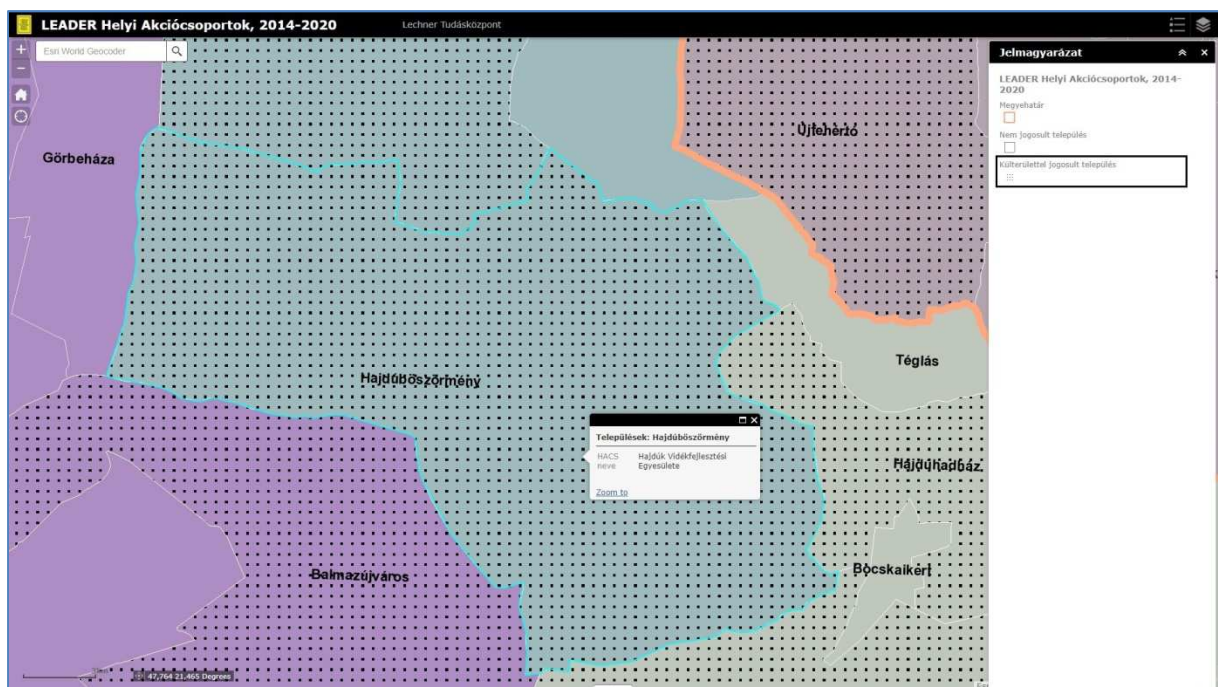 LEADER Helyi Akciócsoportok, 2014-2020
Lechner Tudásközpont
+
Esri World Geocoder
−
Jelmagyarázat
LEADER Helyi Akciócsoportok, 2014-
2020
Megyehatár
Nem jogosult település
Külterülettel jogosult település
Újfehértó
Görbeháza
Téglás
Hajdúböszörmény
Települések: Hajdúböszörmény
HACS Hajdúk Vidékfejlesztési
neve Egyesülete
Zoom to
Hajdúhadház
Bocskaikert
Balmazújváros
47,764 21,465 Degrees